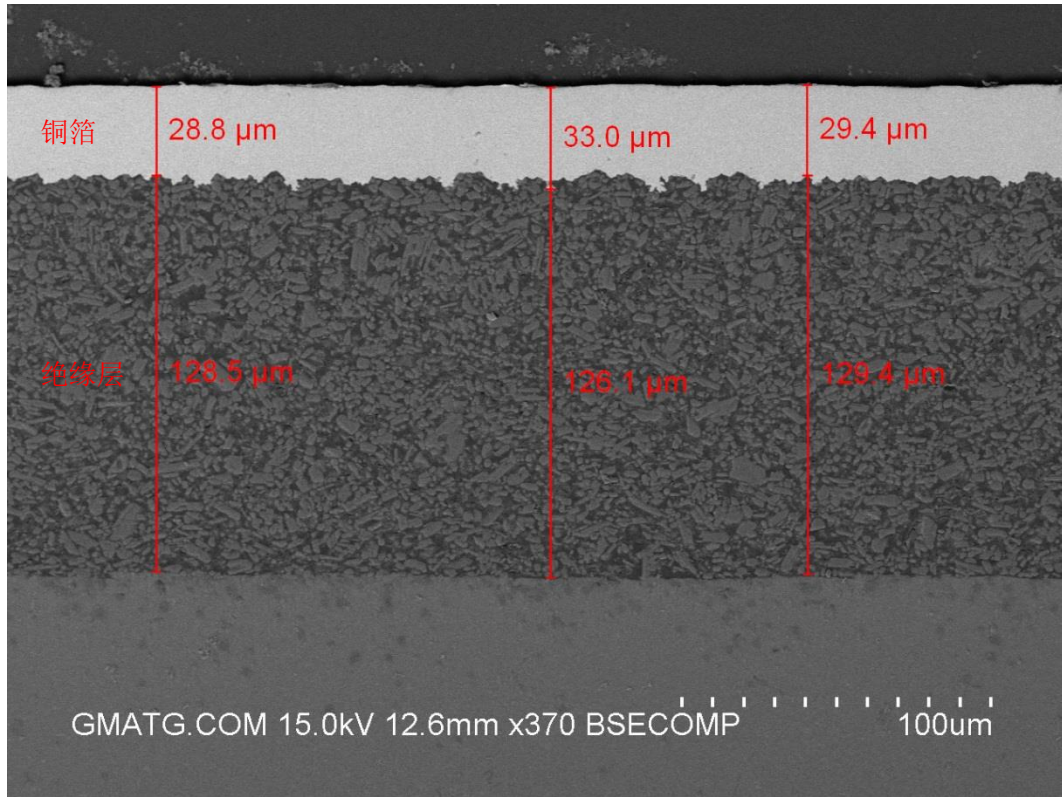 铜箔
28.8 µm
33.0 µm
29.4 µm
绝缘层
128.5 µm
126.1 µm
129.4 µm
GMATG.COM 15.0kV 12.6mm x370 BSECOMP
100um